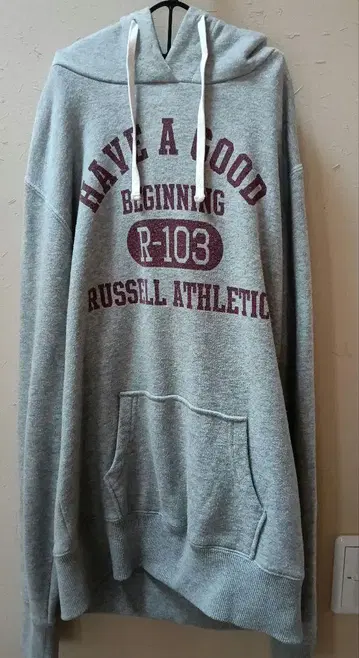 HAVE A GOOD
BEGINNING
R-103
RUSSELL ATHLETIC